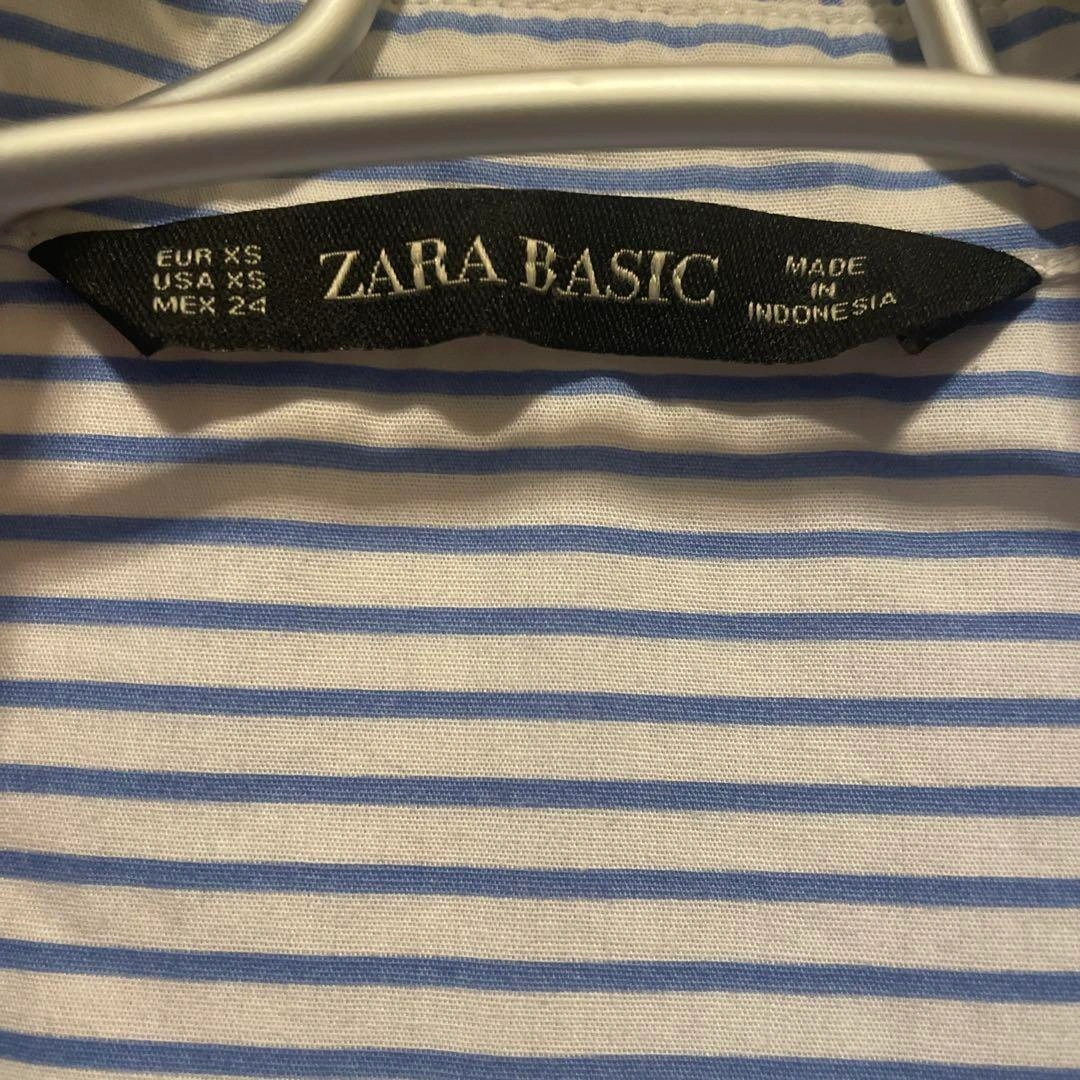 EUR XS
USA XS
MEX 24
ZARA BASIC
MADE
IN
INDONESIA